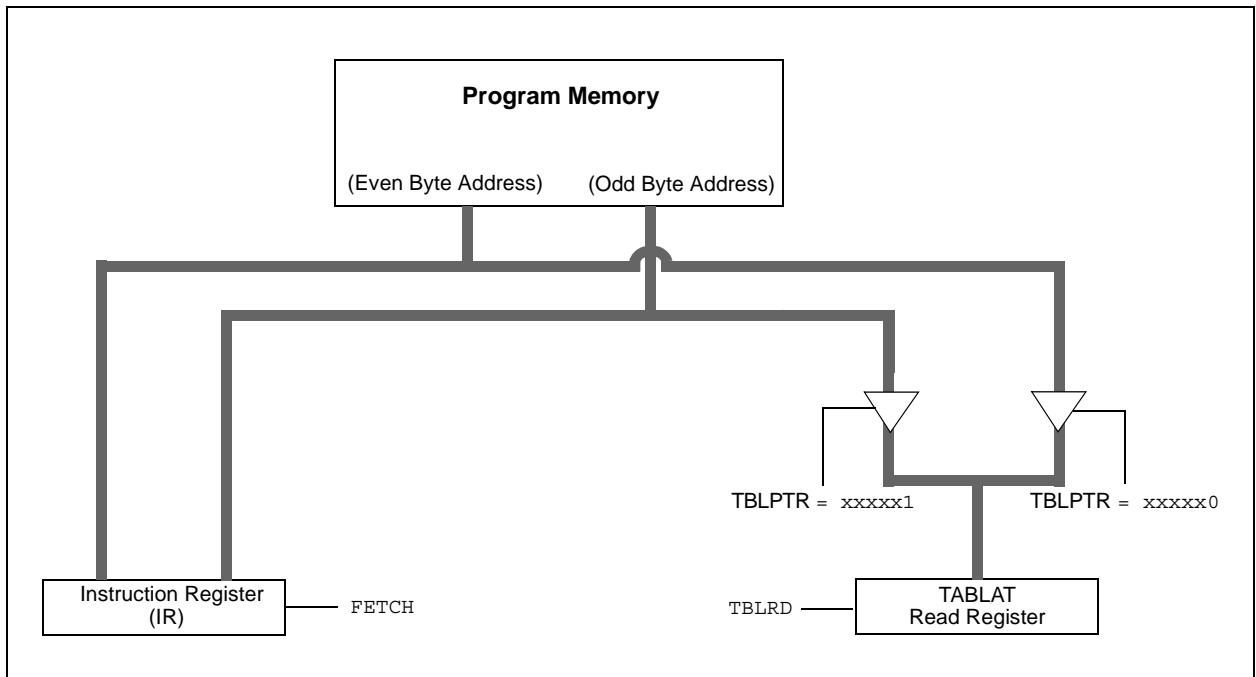 Program Memory
(Even Byte Address)
(Odd Byte Address)
TBLPTR = xxxxx1
TBLPTR = xxxxx0
Instruction Register
(IR)
FETCH
TBLRD
TABLAT
Read Register